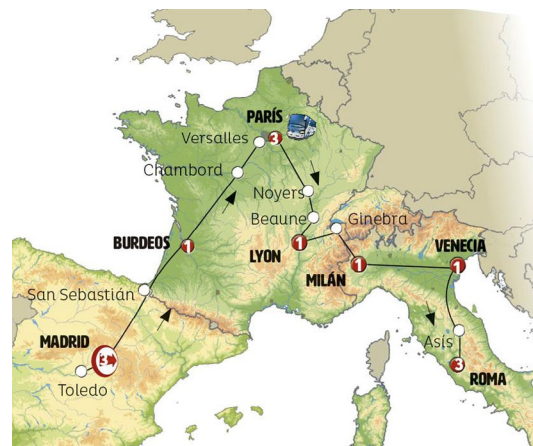 PARÍS
3
Versalles
Chambord
Noyers
Beaune
Ginebra
BURDEOS
1
1
LYON
1
MILÁN
VENECIA
1
San Sebastián
MADRID
3
Toledo
Asís
3
ROMA